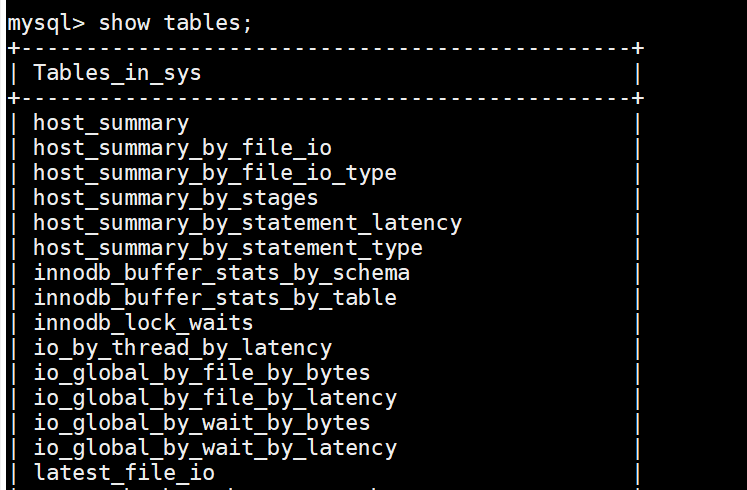 mysql> show tables;
+-----------------------------------------------+
| Tables_in_sys                                 |
+-----------------------------------------------+
| host_summary                                  |
| host_summary_by_file_io                       |
| host_summary_by_file_io_type                  |
| host_summary_by_stages                        |
| host_summary_by_statement_latency             |
| host_summary_by_statement_type                |
| innodb_buffer_stats_by_schema                 |
| innodb_buffer_stats_by_table                  |
| innodb_lock_waits                             |
| io_by_thread_by_latency                       |
| io_global_by_file_by_bytes                    |
| io_global_by_file_by_latency                  |
| io_global_by_wait_by_bytes                    |
| io_global_by_wait_by_latency                  |
| latest_file_io                                |